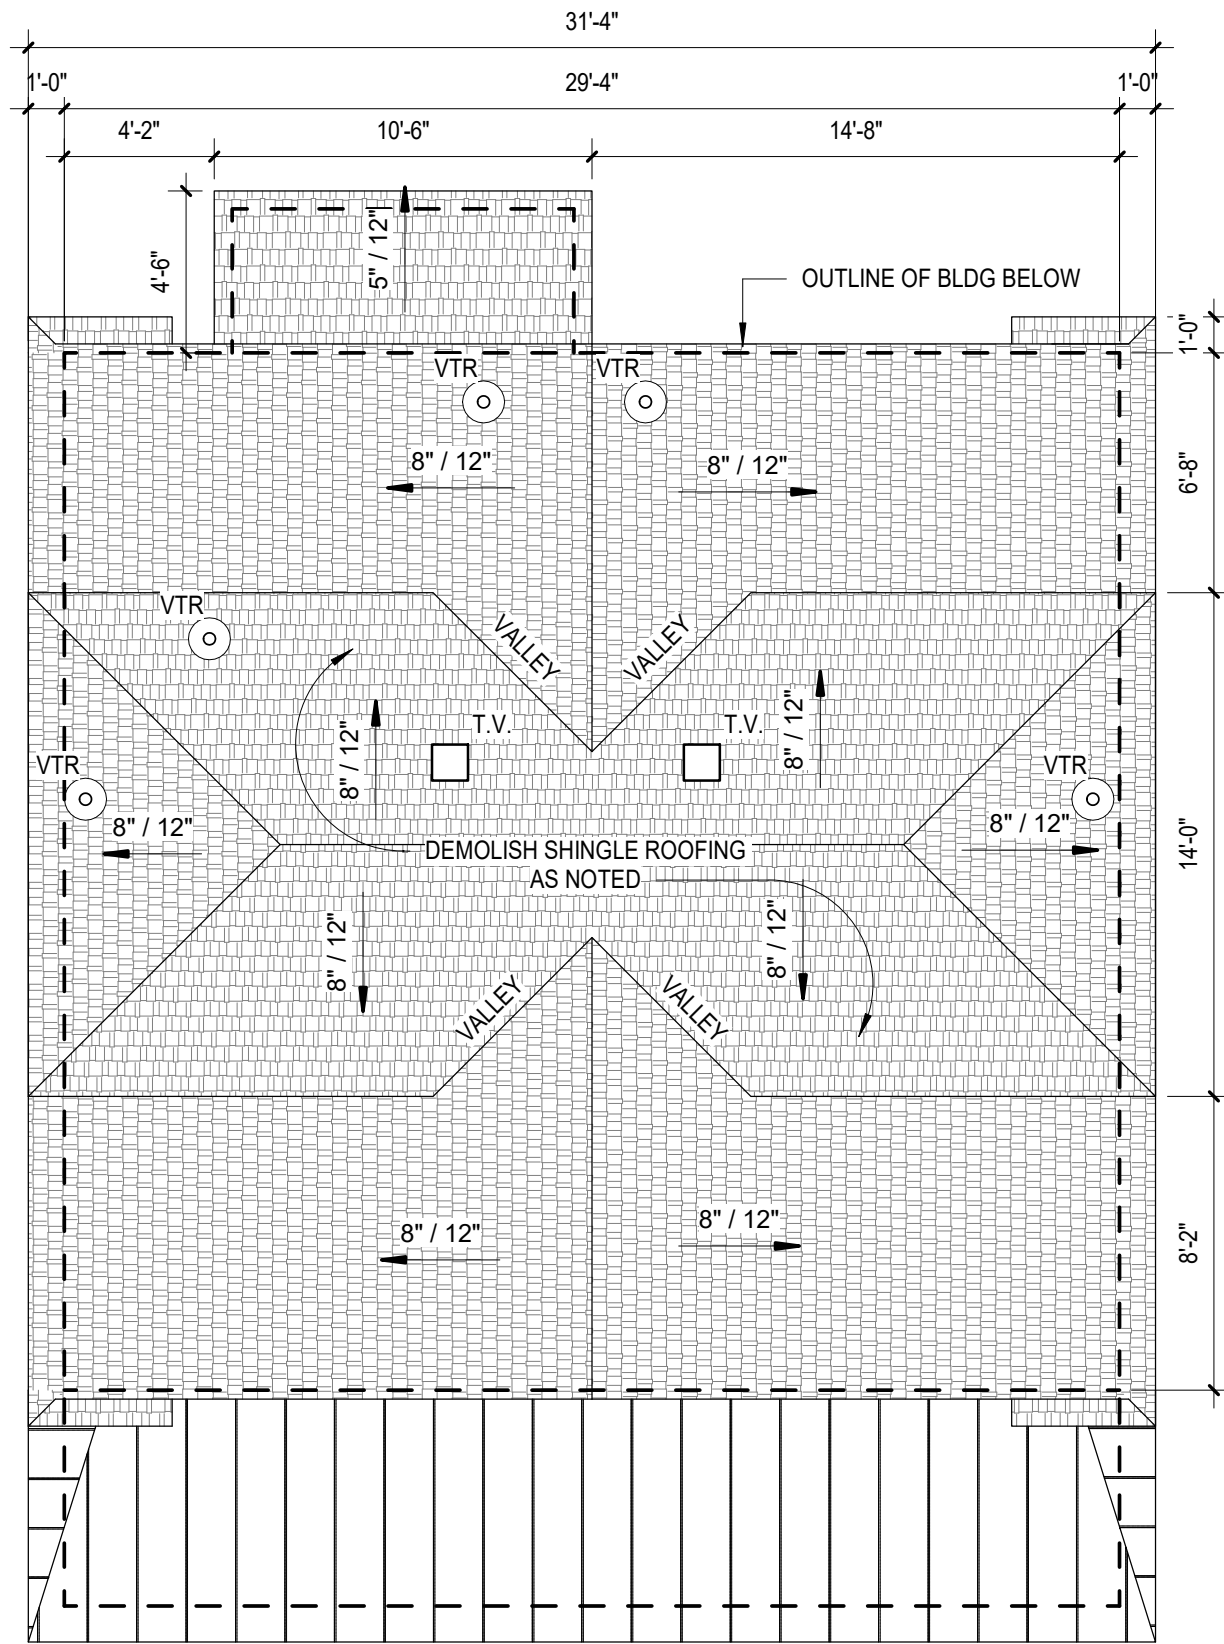 31'-4"
1'-0"
29'-4"
1'-0"
4'-2"
10'-6"
14'-8"
4'-6"
5" / 12"
OUTLINE OF BLDG BELOW
1'-0"
VTR
VTR
8" / 12"
8" / 12"
6'-8"
VTR
VALLEY
VALLEY
8" / 12"
T.V.
T.V.
8" / 12"
VTR
VTR
8" / 12"
8" / 12"
14'-0"
DEMOLISH SHINGLE ROOFING
AS NOTED
8" / 12"
8" / 12"
VALLEY
VALLEY
8" / 12"
8" / 12"
8'-2"